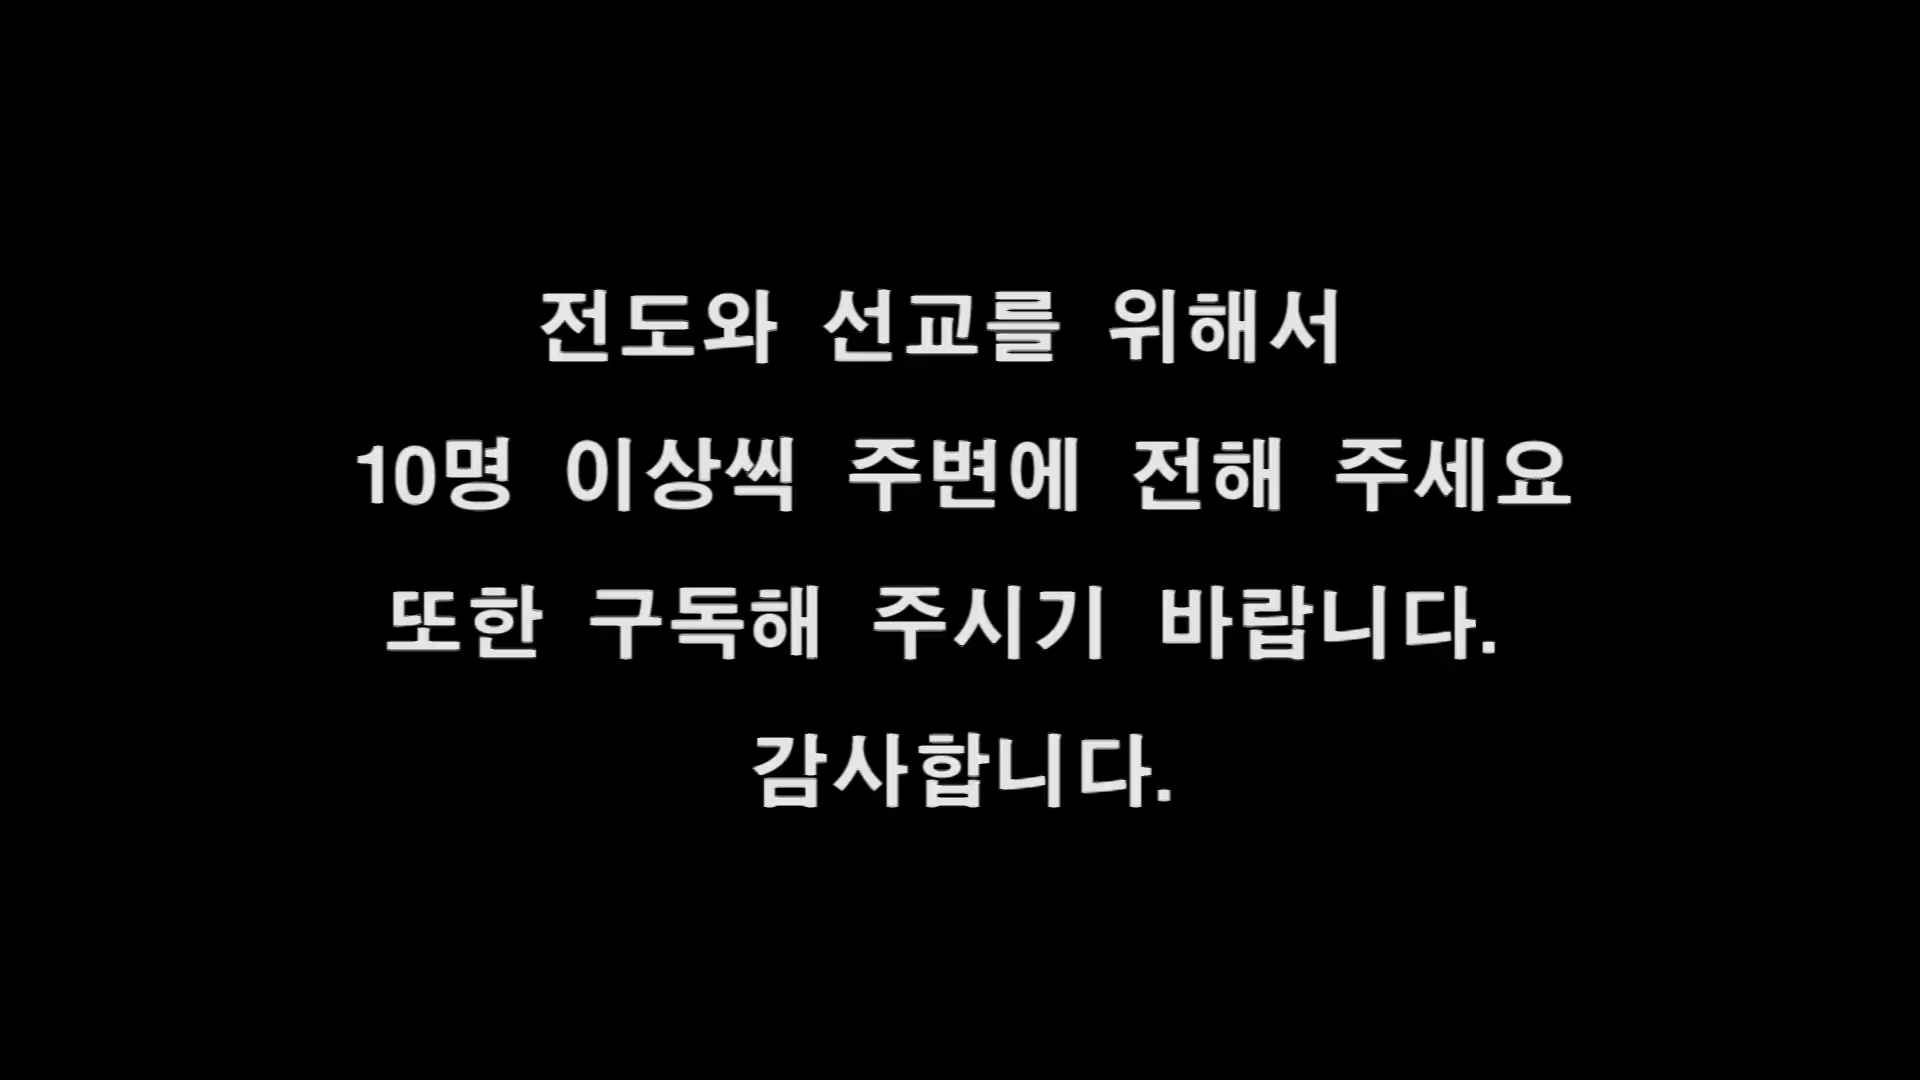 전도와 선교를 위해서
10명 이상씩 주변에 전해 주세요
또한 구독해 주시기 바랍니다.
감사합니다.